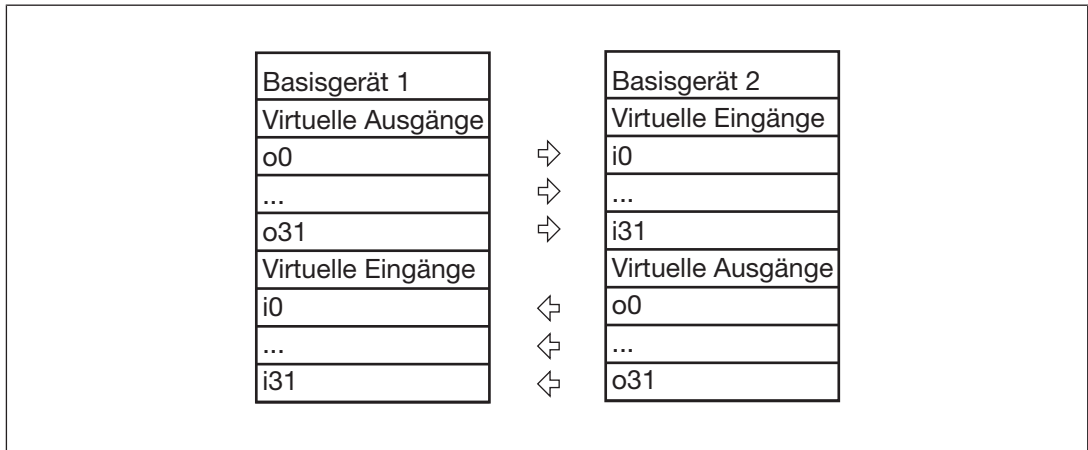 Basisgerät 1
Virtuelle Ausgänge
o0
...
o31
Virtuelle Eingänge
i0
...
i31
Basisgerät 2
Virtuelle Eingänge
i0
...
i31
Virtuelle Ausgänge
o0
...
o31